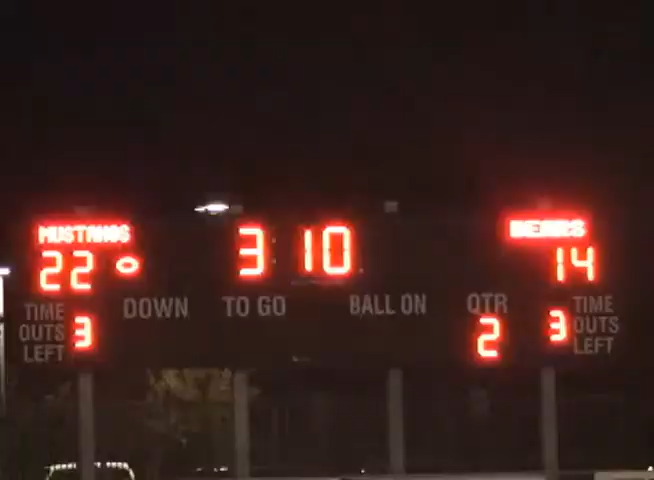 MUSTANGS BEARS
22 3:10 14
DOWN TO GO BALL ON QTR
TIME OUTS LEFT 3
2
3 TIME OUTS LEFT